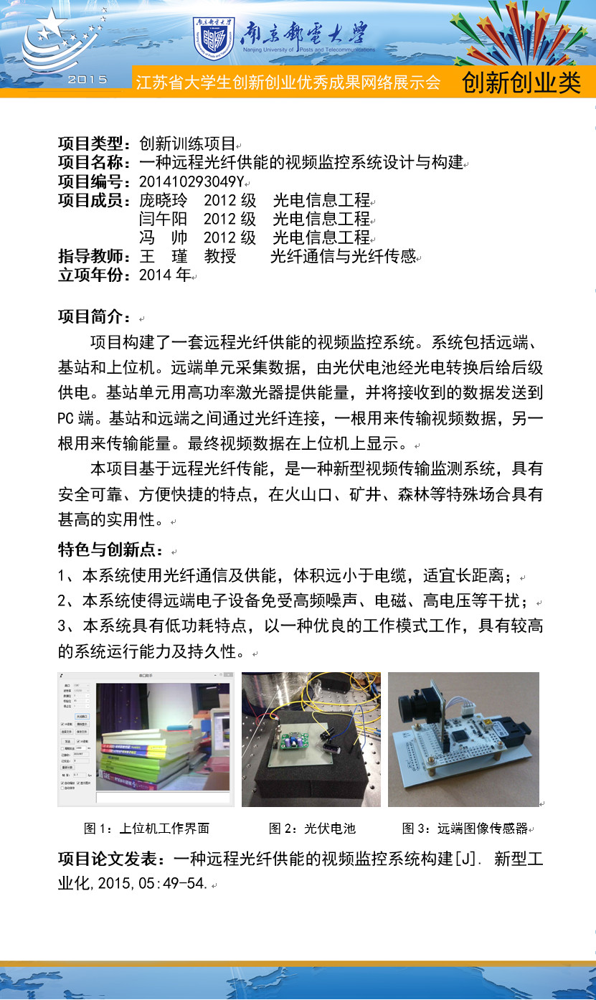 南京邮电大学
南京郵電大學
Nanjing University of Posts and Telecommunications
2015
江苏省大学生创新创业优秀成果网络展示会
创新创业类
项目类型：创新训练项目
项目名称：一种远程光纤供能的视频监控系统设计与构建
项目编号：201410293049Y
项目成员：庞晓玲 2012级 光电信息工程
闫午阳 2012级 光电信息工程
冯 帅 2012级 光电信息工程
指导教师：王 瑾 教授 光纤通信与光纤传感
立项年份：2014年
项目简介：
项目构建了一套远程光纤供能的视频监控系统。系统包括远端、
基站和上位机。远端单元采集数据，由光伏电池经光电转换后给后级
供电。基站单元用高功率激光器提供能量，并将接收到的数据发送到
PC端。基站和远端之间通过光纤连接，一根用来传输视频数据，另一
根用来传输能量。最终视频数据在上位机上显示。
本项目基于远程光纤传能，是一种新型视频传输监测系统，具有
安全可靠、方便快捷的特点，在火山口、矿井、森林等特殊场合具有
甚高的实用性。
特色与创新点：
1、本系统使用光纤通信及供能，体积远小于电缆，适宜长距离；
2、本系统使得远端电子设备免受高频噪声、电磁、高电压等干扰；
3、本系统具有低功耗特点，以一种优良的工作模式工作，具有较高
的系统运行能力及持久性。
串口助手
图1：上位机工作界面
图2：光伏电池
图3：远端图像传感器
项目论文发表：一种远程光纤供能的视频监控系统构建[J]. 新型工
业化,2015,05:49-54.